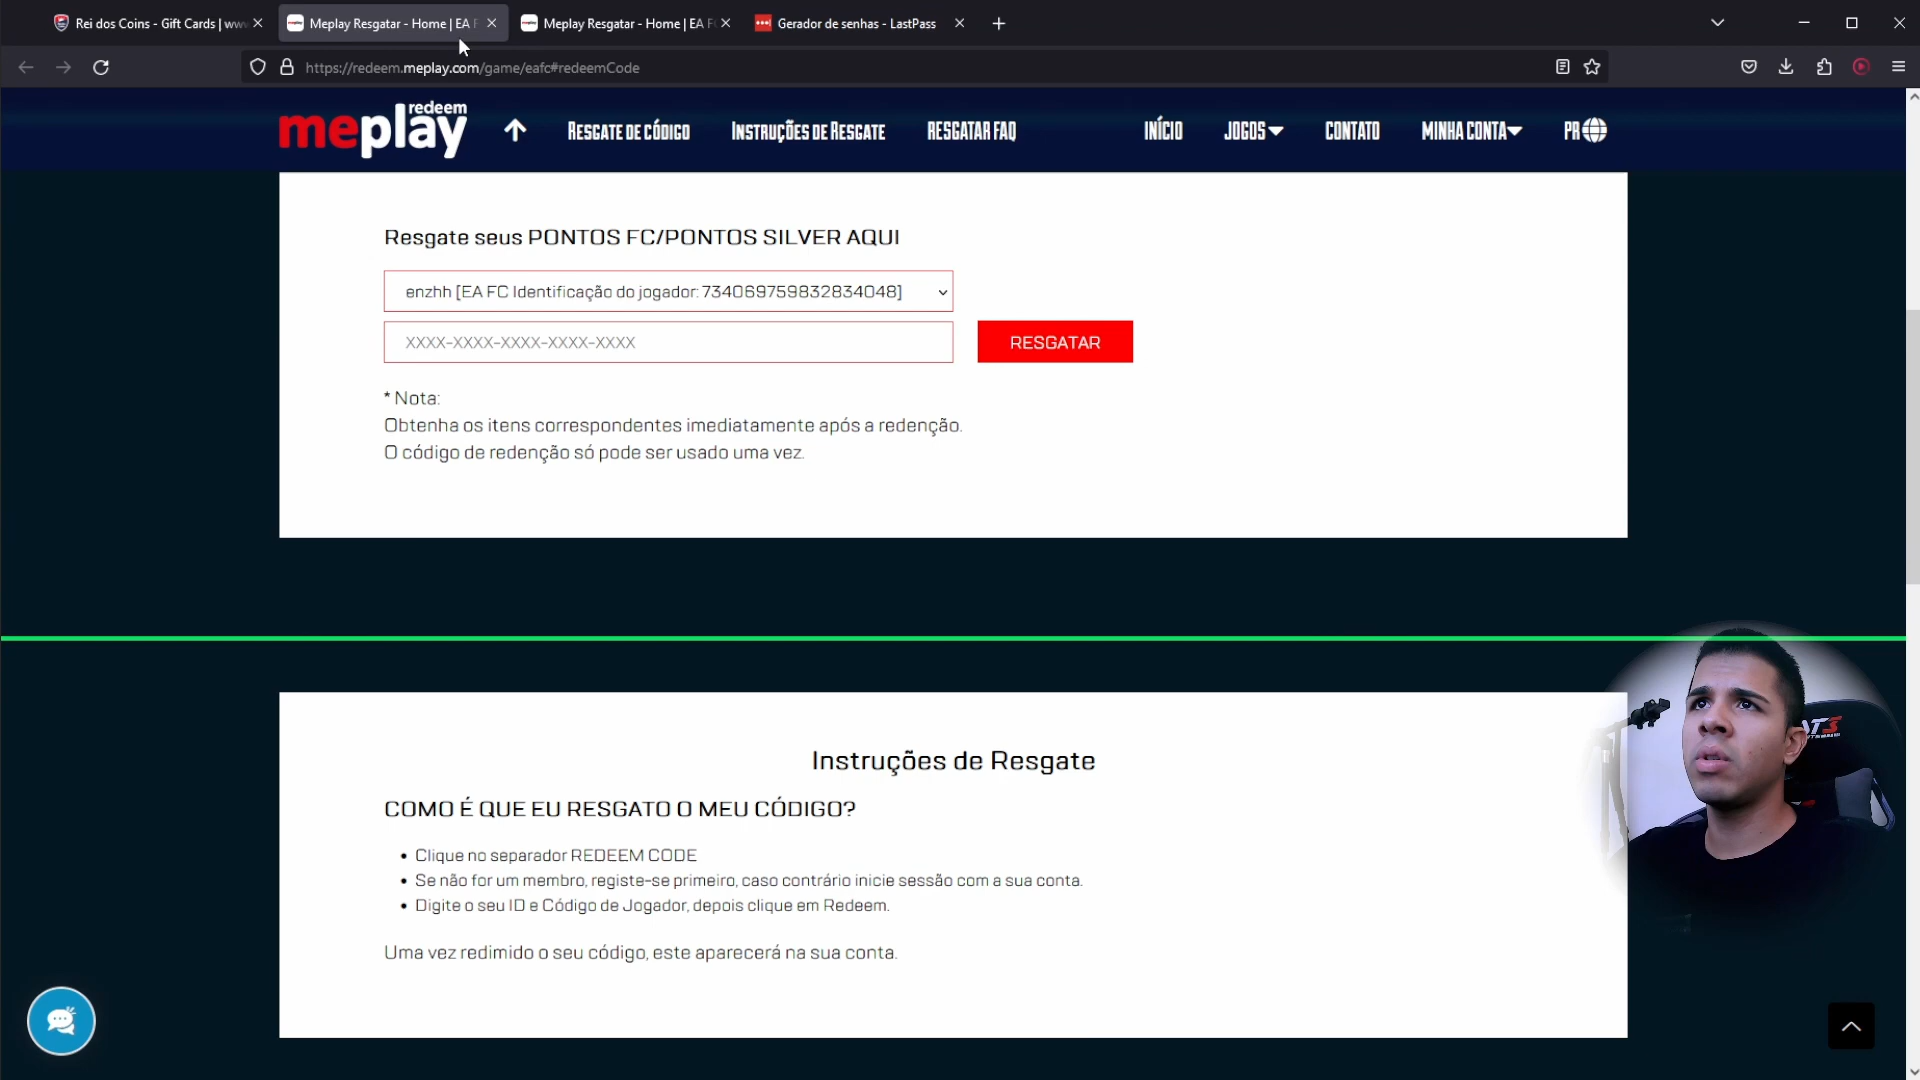 Rei dos Coins - Gift Cards | www
Meplay Resgatar - Home | EA F
Meplay Resgatar - Home | EA F
Gerador de senhas - LastPass
https://redeem.meplay.com/game/eafc#redeemCode
redeem
meplay
RESGATE DE CÓDIGO
INSTRUÇÕES DE RESGATE
RESGATAR FAQ
INÍCIO
JOGOS
CONTATO
MINHA CONTA
PR
Resgate seus PONTOS FC/PONTOS SILVER AQUI
enzhh [EA FC Identificação do jogador: 734069759832834048]
XXXX-XXXX-XXXX-XXXX-XXXX
RESGATAR
* Nota:
Obtenha os itens correspondentes imediatamente após a redenção.
O código de redenção só pode ser usado uma vez.
Instruções de Resgate
COMO É QUE EU RESGATO O MEU CÓDIGO?
• Clique no separador REDEEM CODE
• Se não for um membro, registe-se primeiro, caso contrário inicie sessão com a sua conta.
• Digite o seu ID e Código de Jogador, depois clique em Redeem.
Uma vez redimido o seu código, este aparecerá na sua conta.